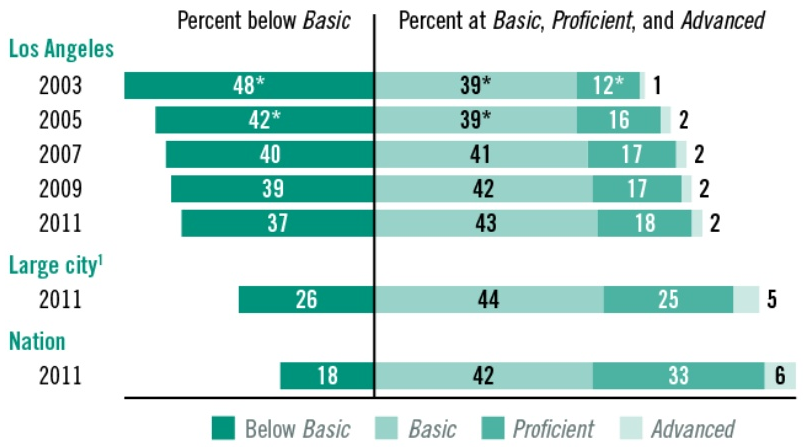 Percent below Basic Percent at Basic, Proficient, and Advanced
Los Angeles
2003 48* 39* 12* 1
2005 42* 39* 16 2
2007 40 41 17 2
2009 39 42 17 2
2011 37 43 18 2
Large city¹
2011 26 44 25 5
Nation
2011 18 42 33 6
Below Basic Basic Proficient Advanced